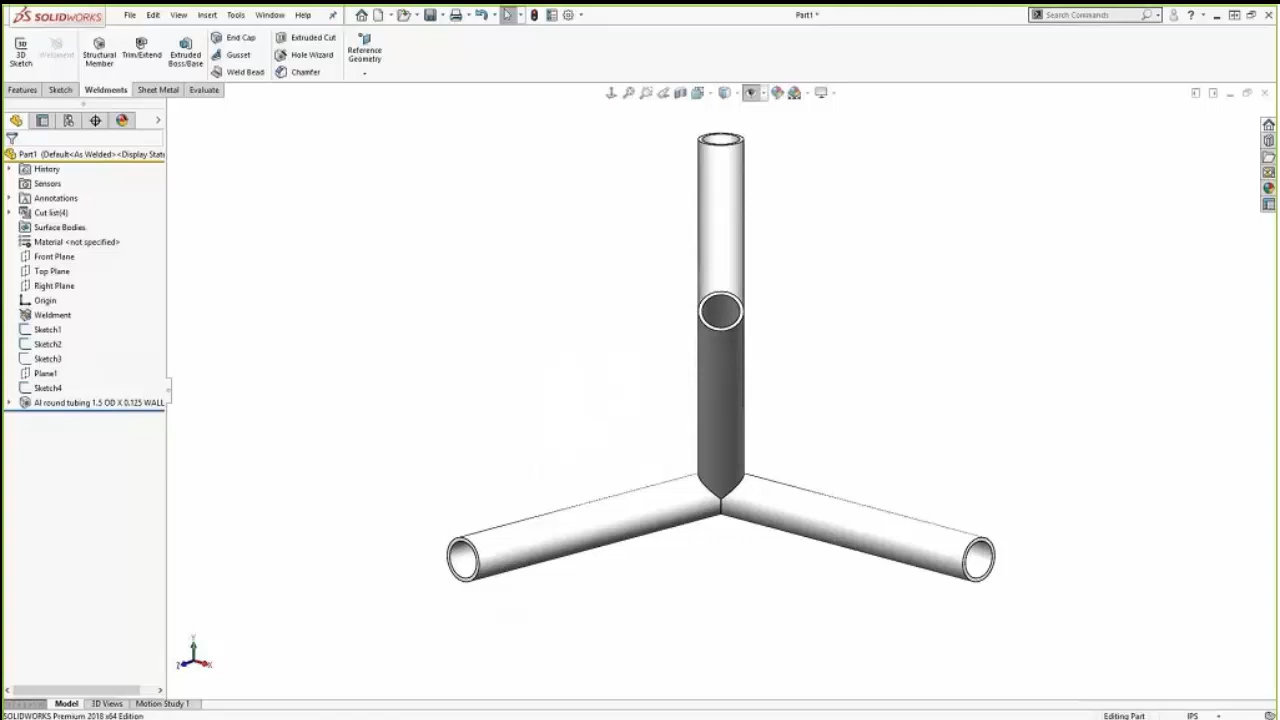 SOLIDWORKS File Edit View Insert Tools Window Help Part1 * Search Commands
3D Sketch
Weldment
Structural Member
Trim/Extend
Extruded Boss/Base
End Cap
Gusset
Weld Bead
Extruded Cut
Hole Wizard
Chamfer
Reference Geometry
Features Sketch Weldments Sheet Metal Evaluate
Part1 (Default<As Welded><Display Stat
History
Sensors
Annotations
Cut list(4)
Surface Bodies
Material <not specified>
Front Plane
Top Plane
Right Plane
Origin
Weldment
Sketch1
Sketch2
Sketch3
Plane1
Sketch4
Al round tubing 1.5 OD X 0.125 WALL
Y
Z X
Model 3D Views Motion Study 1
SOLIDWORKS Premium 2018 x64 Edition Editing Part IPS